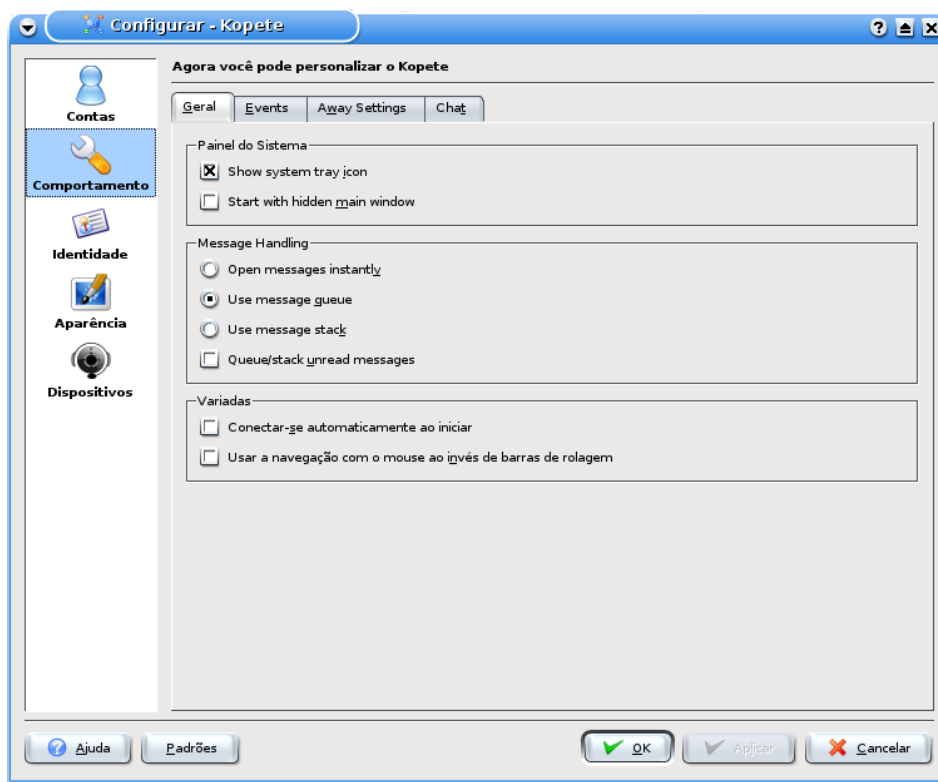 Configurar - Kopete
Agora você pode personalizar o Kopete
Contas
Comportamento
Identidade
Aparência
Dispositivos
Geral Events Away Settings Chat
Painel do Sistema
Show system tray icon
Start with hidden main window
Message Handling
Open messages instantly
Use message queue
Use message stack
Queue/stack unread messages
Variadas
Conectar-se automaticamente ao iniciar
Usar a navegação com o mouse ao invés de barras de rolagem
Ajuda Padrões OK Aplicar Cancelar